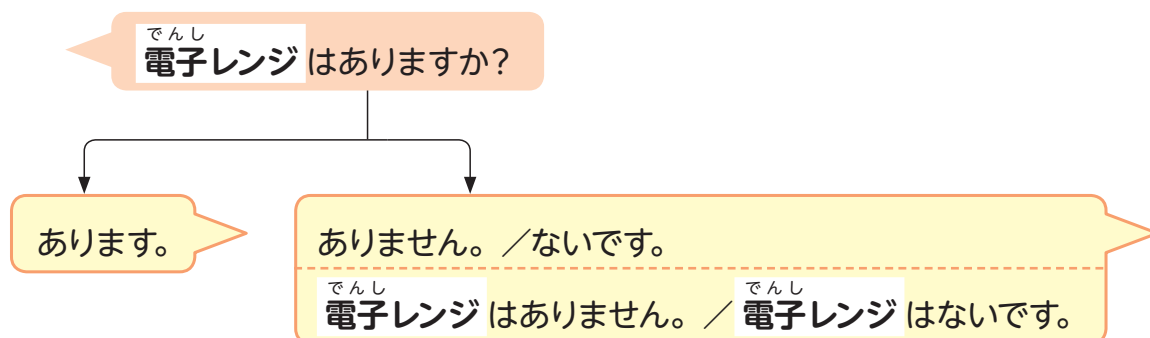 でんし
電子レンジはありますか？
あります。
ありません。／ないです。
でんし でんし
電子レンジはありません。／電子レンジはないです。